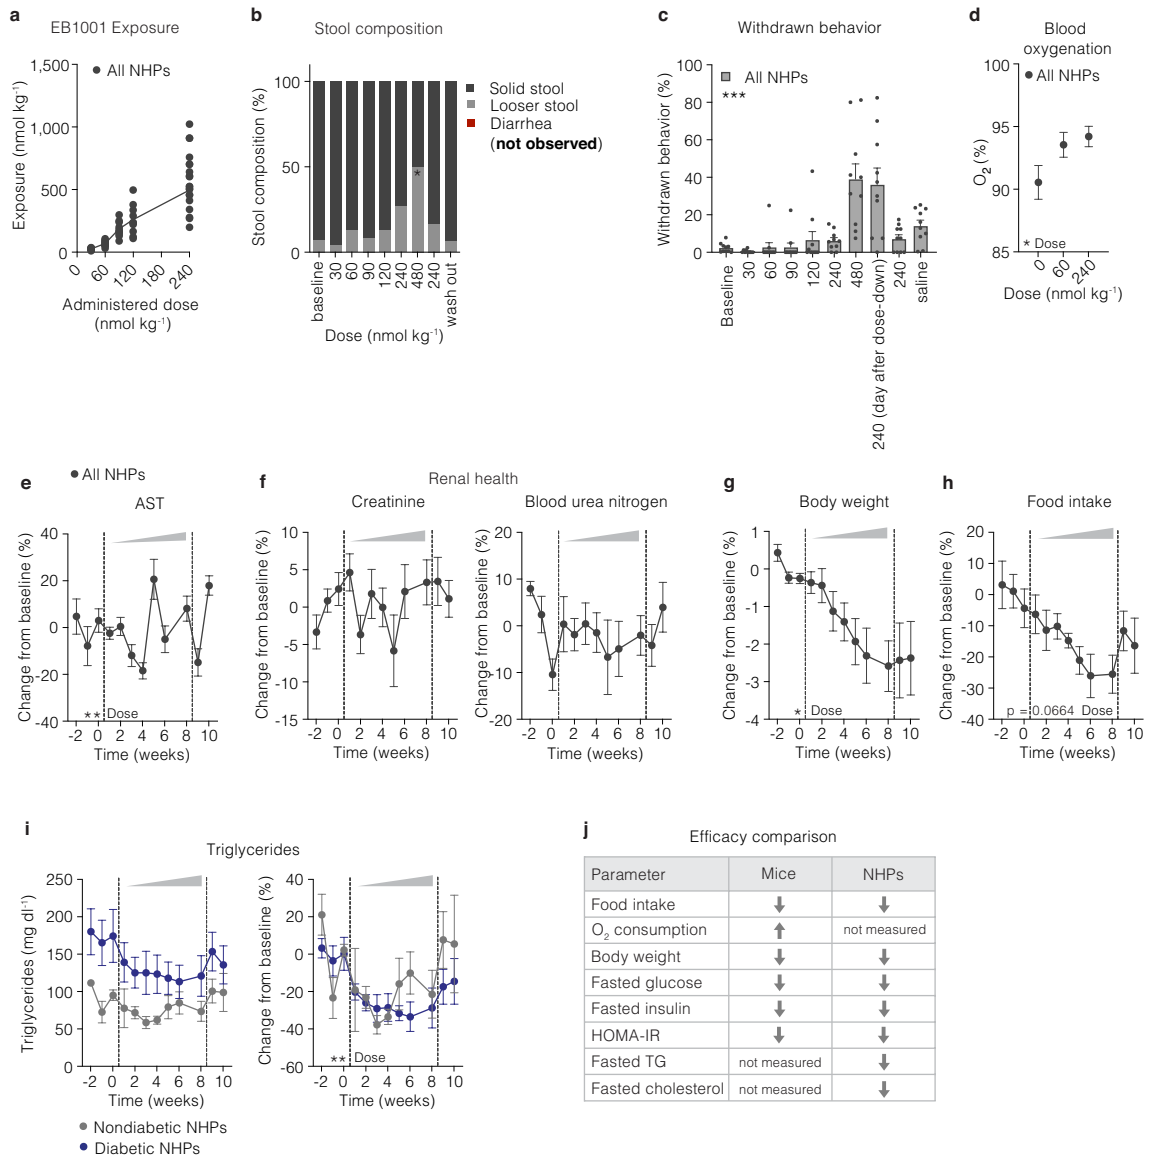 a
EB1001 Exposure
Exposure (nmol kg-1)
1,500
1,000
500
0
All NHPs
0
60
120
180
240
Administered dose
(nmol kg-1)
b
Stool composition
Stool composition (%)
100
50
0
*
Solid stool
Looser stool
Diarrhea
(not observed)
baseline
30
60
90
120
240
480
240
wash out
Dose (nmol kg-1)
c
Withdrawn behavior
Withdrawn behavior (%)
100
80
60
40
20
0
All NHPs
***
Baseline
30
60
90
120
240
480
240 (day after dose-down)
240
saline
d
Blood
oxygenation
O2 (%)
100
95
90
85
All NHPs
* Dose
0
60
240
Dose (nmol kg-1)
e
All NHPs
AST
Change from baseline (%)
40
20
0
-20
-40
** Dose
-2 0 2 4 6 8 10
Time (weeks)
f
Renal health
Creatinine
Change from baseline (%)
10
5
0
-5
-10
-15
-2 0 2 4 6 8 10
Time (weeks)
Blood urea nitrogen
Change from baseline (%)
20
10
0
-10
-20
-2 0 2 4 6 8 10
Time (weeks)
g
Body weight
Change from baseline (%)
1
0
-1
-2
-3
-4
* Dose
-2 0 2 4 6 8 10
Time (weeks)
h
Food intake
Change from baseline (%)
20
10
0
-10
-20
-30
-40
p = 0.0664 Dose
-2 0 2 4 6 8 10
Time (weeks)
i
Triglycerides
Triglycerides (mg dl-1)
250
200
150
100
50
0
-2 0 2 4 6 8 10
Time (weeks)
Change from baseline (%)
40
20
0
-20
-40
-60
** Dose
-2 0 2 4 6 8 10
Time (weeks)
Nondiabetic NHPs
Diabetic NHPs
j
Efficacy comparison
Parameter Mice NHPs
Food intake ↓ ↓
O2 consumption ↑ not measured
Body weight ↓ ↓
Fasted glucose ↓ ↓
Fasted insulin ↓ ↓
HOMA-IR ↓ ↓
Fasted TG not measured ↓
Fasted cholesterol not measured ↓